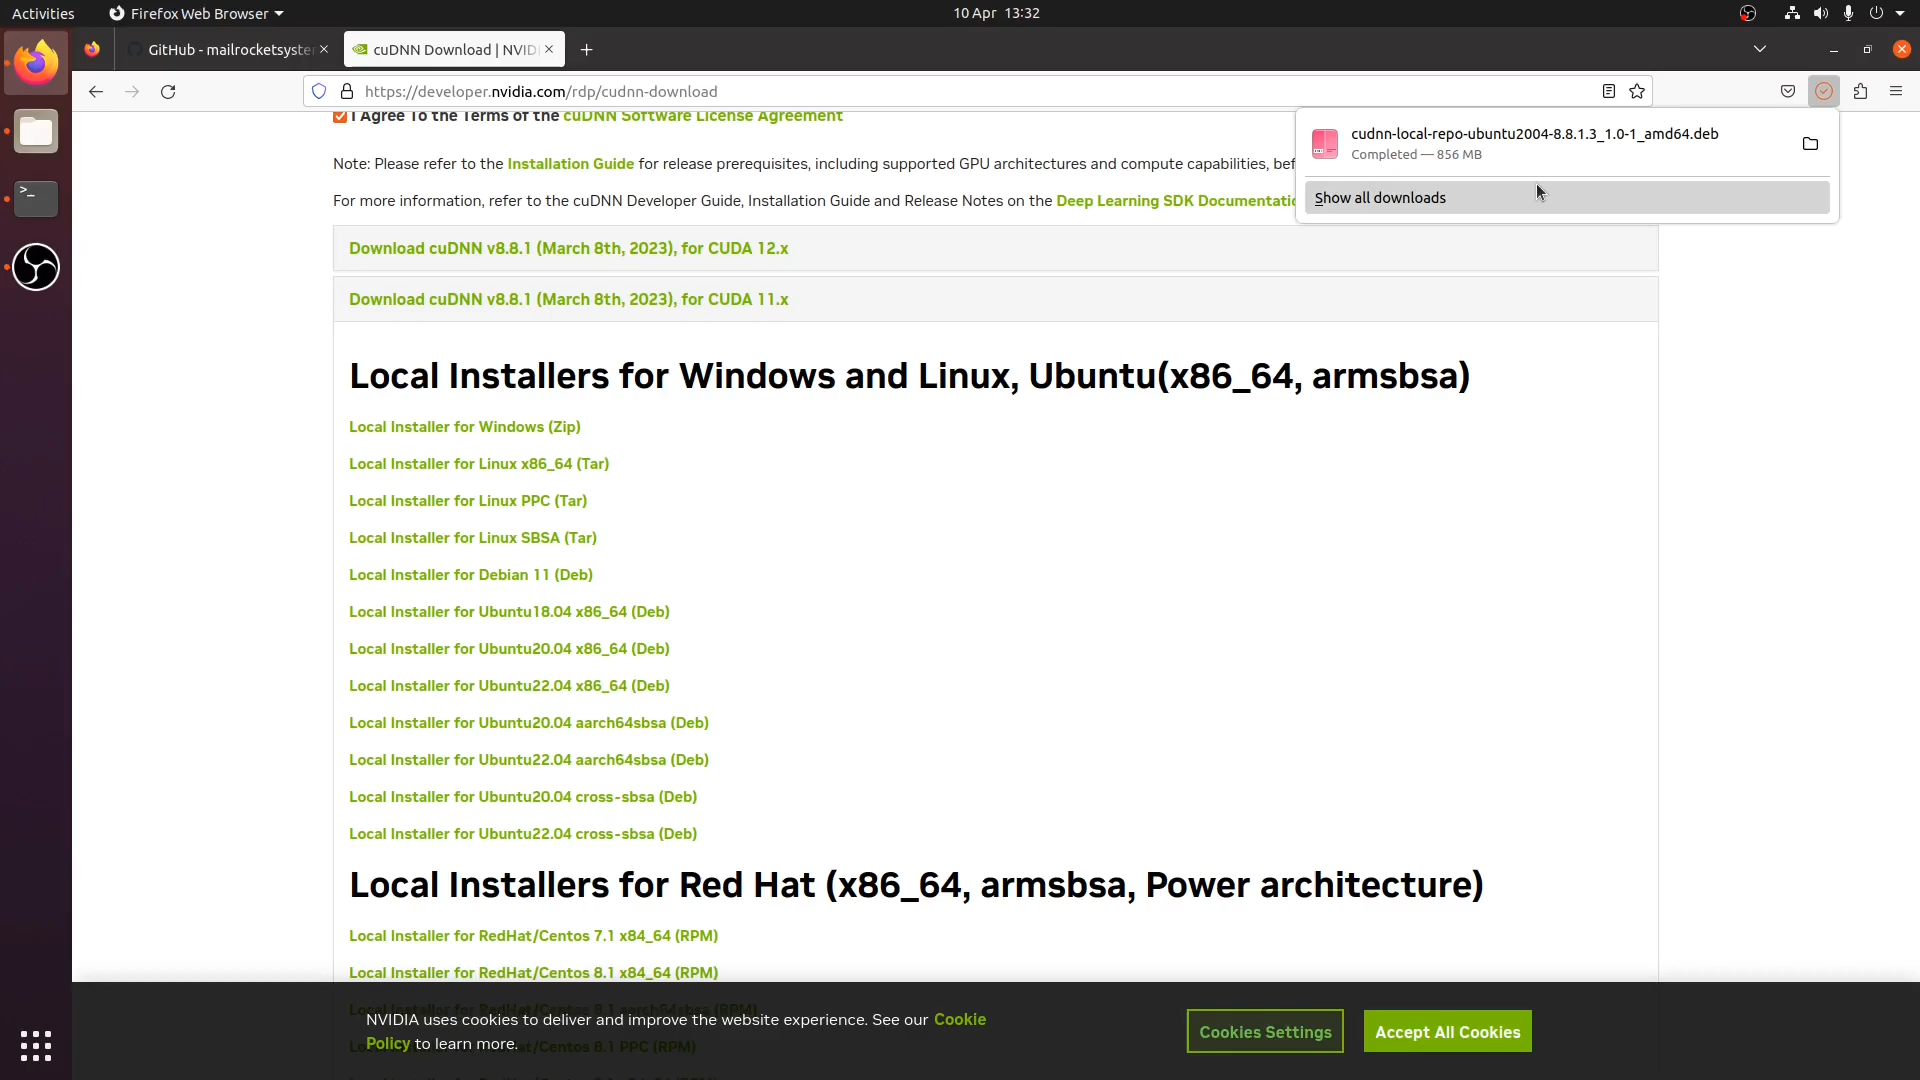 Activities
Firefox Web Browser
10 Apr 13:32
GitHub - mailrocketsyste
cuDNN Download | NVID
https://developer.nvidia.com/rdp/cudnn-download
I Agree To the Terms of the cuDNN Software License Agreement
cudnn-local-repo-ubuntu2004-8.8.1.3_1.0-1_amd64.deb
Completed — 856 MB
Show all downloads
Note: Please refer to the Installation Guide for release prerequisites, including supported GPU architectures and compute capabilities, bef
For more information, refer to the cuDNN Developer Guide, Installation Guide and Release Notes on the Deep Learning SDK Documentatio
Download cuDNN v8.8.1 (March 8th, 2023), for CUDA 12.x
Download cuDNN v8.8.1 (March 8th, 2023), for CUDA 11.x
Local Installers for Windows and Linux, Ubuntu(x86_64, armsbsa)
Local Installer for Windows (Zip)
Local Installer for Linux x86_64 (Tar)
Local Installer for Linux PPC (Tar)
Local Installer for Linux SBSA (Tar)
Local Installer for Debian 11 (Deb)
Local Installer for Ubuntu18.04 x86_64 (Deb)
Local Installer for Ubuntu20.04 x86_64 (Deb)
Local Installer for Ubuntu22.04 x86_64 (Deb)
Local Installer for Ubuntu20.04 aarch64sbsa (Deb)
Local Installer for Ubuntu22.04 aarch64sbsa (Deb)
Local Installer for Ubuntu20.04 cross-sbsa (Deb)
Local Installer for Ubuntu22.04 cross-sbsa (Deb)
Local Installers for Red Hat (x86_64, armsbsa, Power architecture)
Local Installer for RedHat/Centos 7.1 x84_64 (RPM)
Local Installer for RedHat/Centos 8.1 x84_64 (RPM)
NVIDIA uses cookies to deliver and improve the website experience. See our Cookie
Policy to learn more.
Cookies Settings
Accept All Cookies